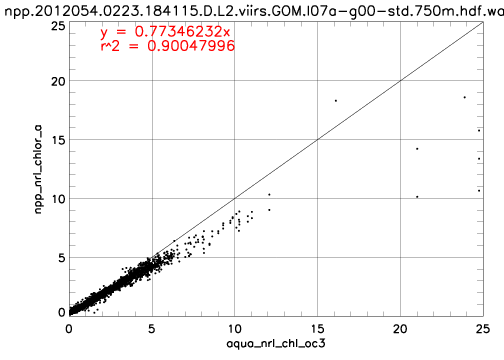 npp.2012054.0223.184115.D.L2.viirs.GOM.l07a-g00-std.750m.hdf.wa
y = 0.77346232x
r^2 = 0.90047996
25
20
15
10
5
0
npp_nrl_chlor_a
0 5 10 15 20 25
aqua_nrl_chl_oc3